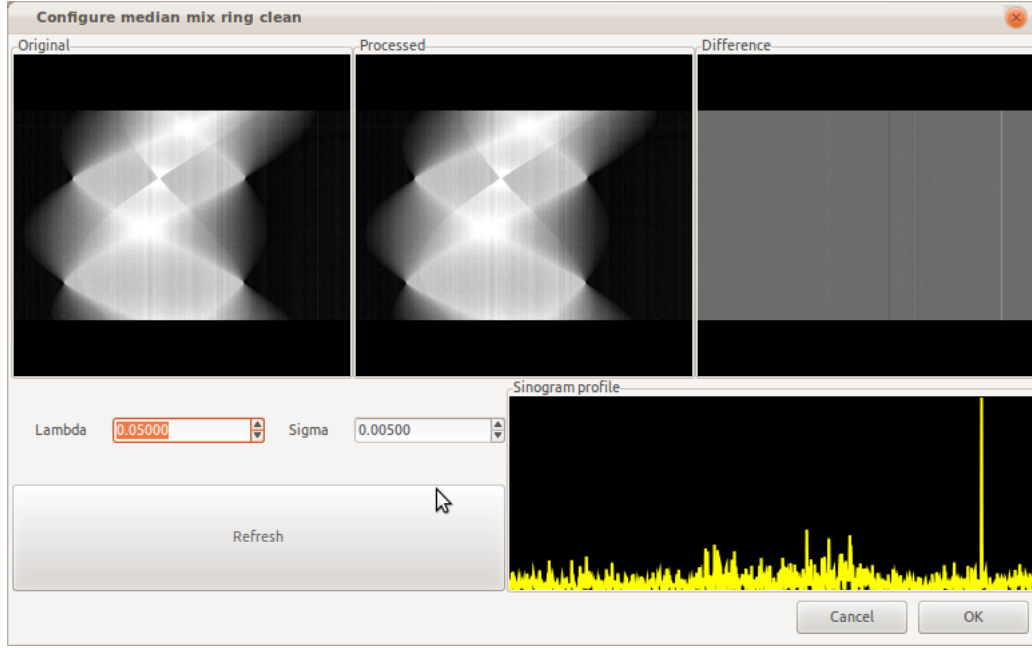 Configure median mix ring clean
Original
Processed
Difference
Sinogram profile
Lambda
0.05000
Sigma
0.00500
Refresh
Cancel
OK